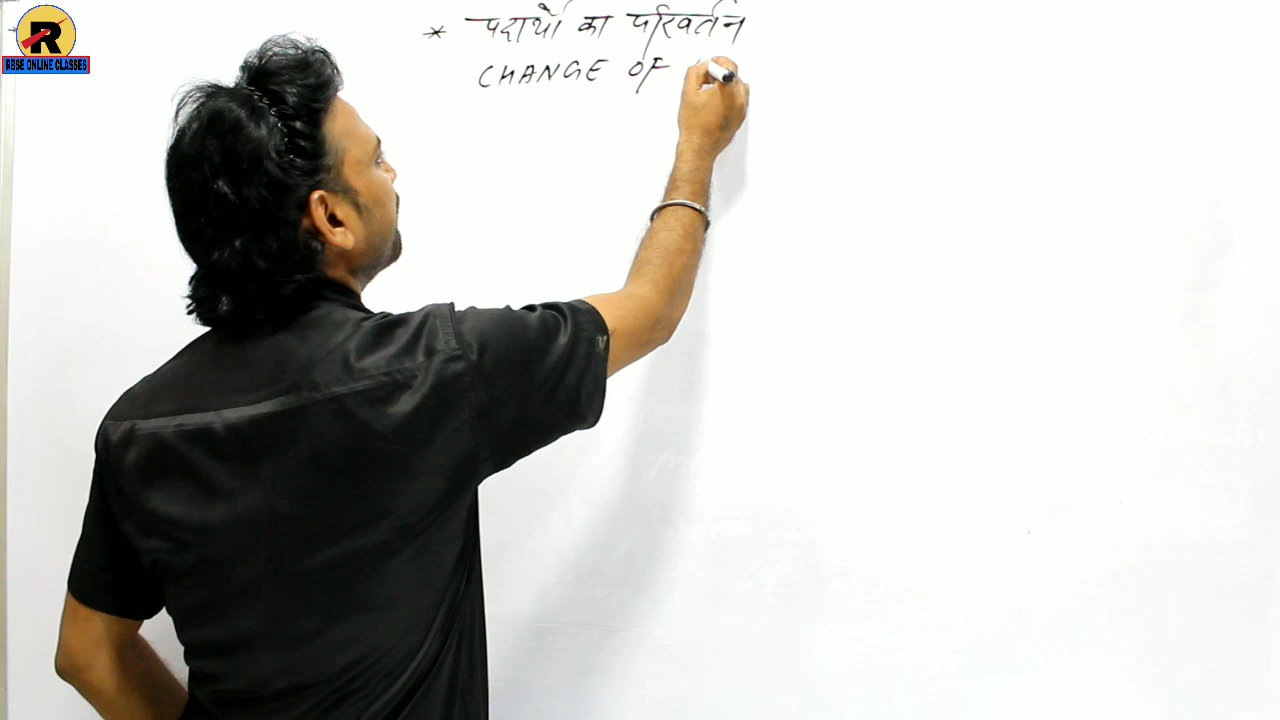 R
RBSE ONLINE CLASSES
* पदार्थों का परिवर्तन
CHANGE OF